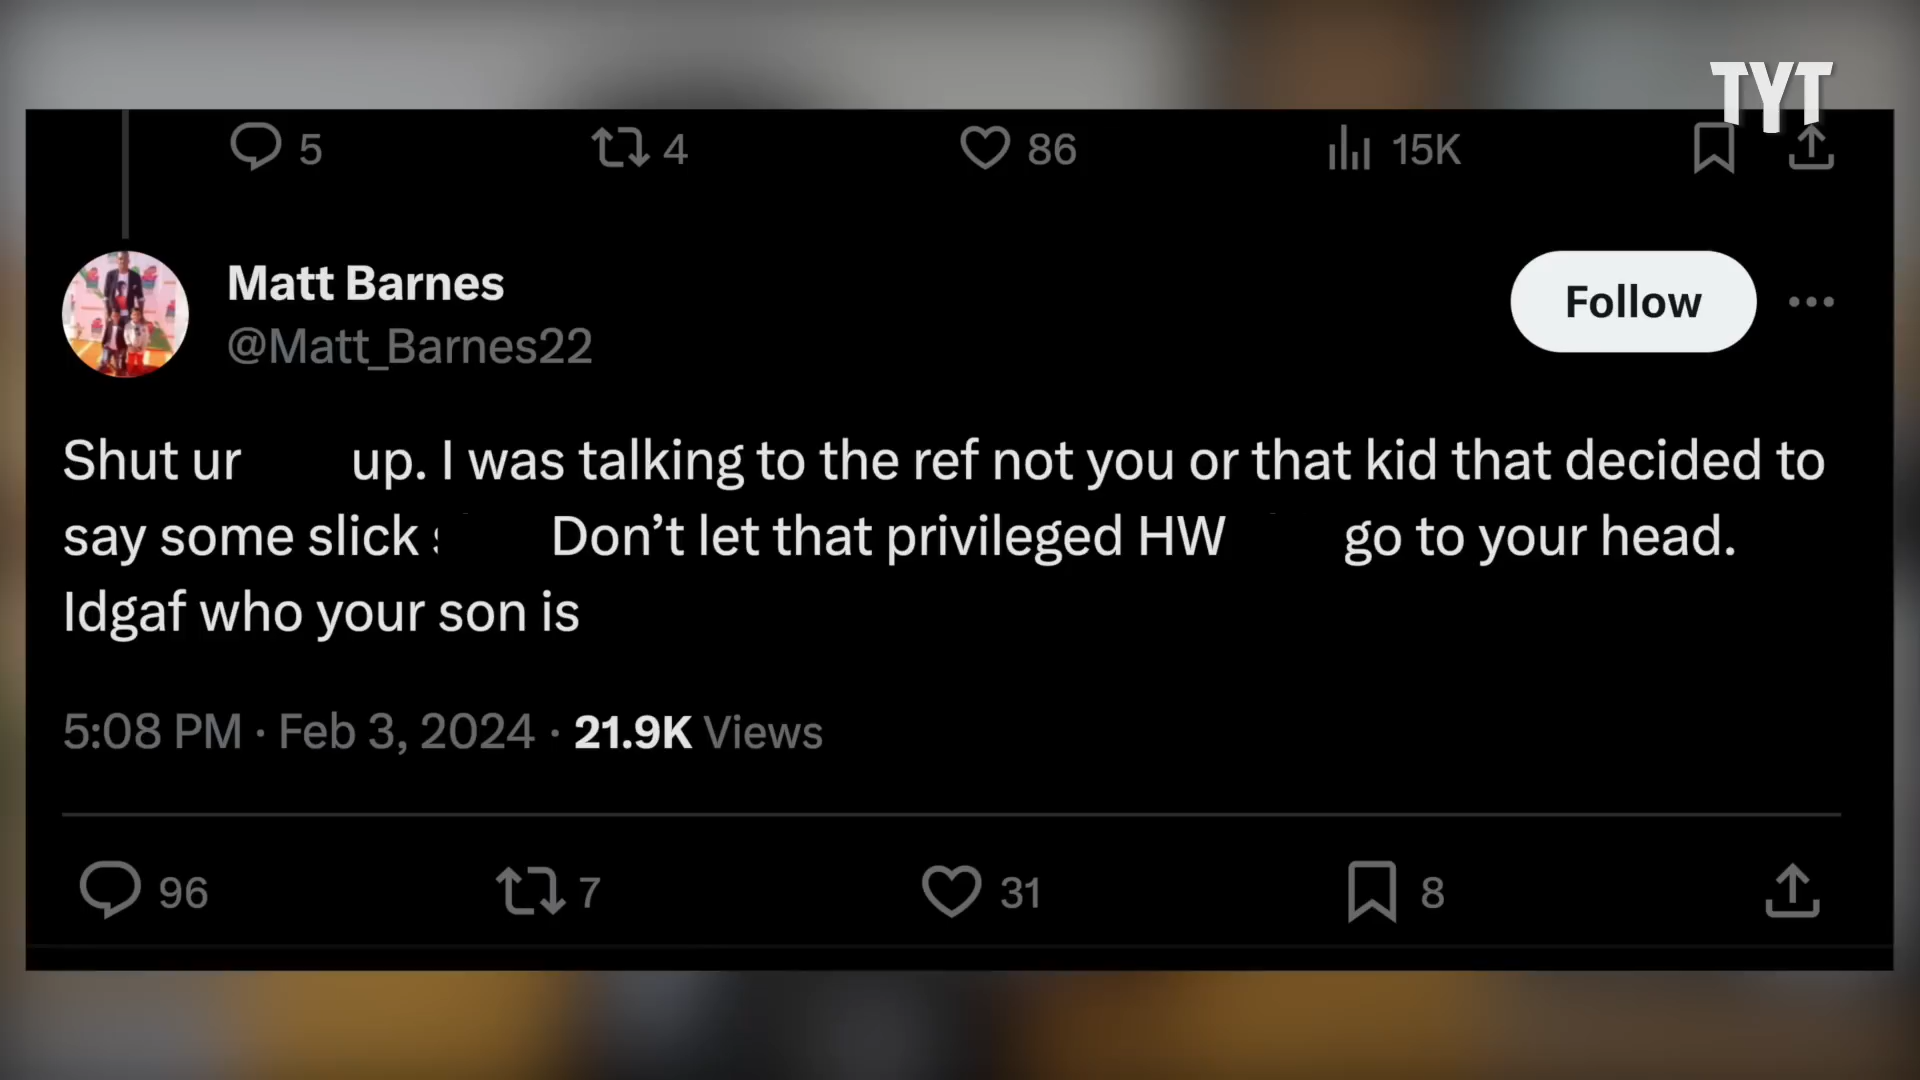 TYT
5 4 86 15K
Matt Barnes
Follow
@Matt_Barnes22
Shut ur up. I was talking to the ref not you or that kid that decided to
say some slick Don't let that privileged HW go to your head.
Idgaf who your son is
5:08 PM · Feb 3, 2024 · 21.9K Views
96 7 31 8